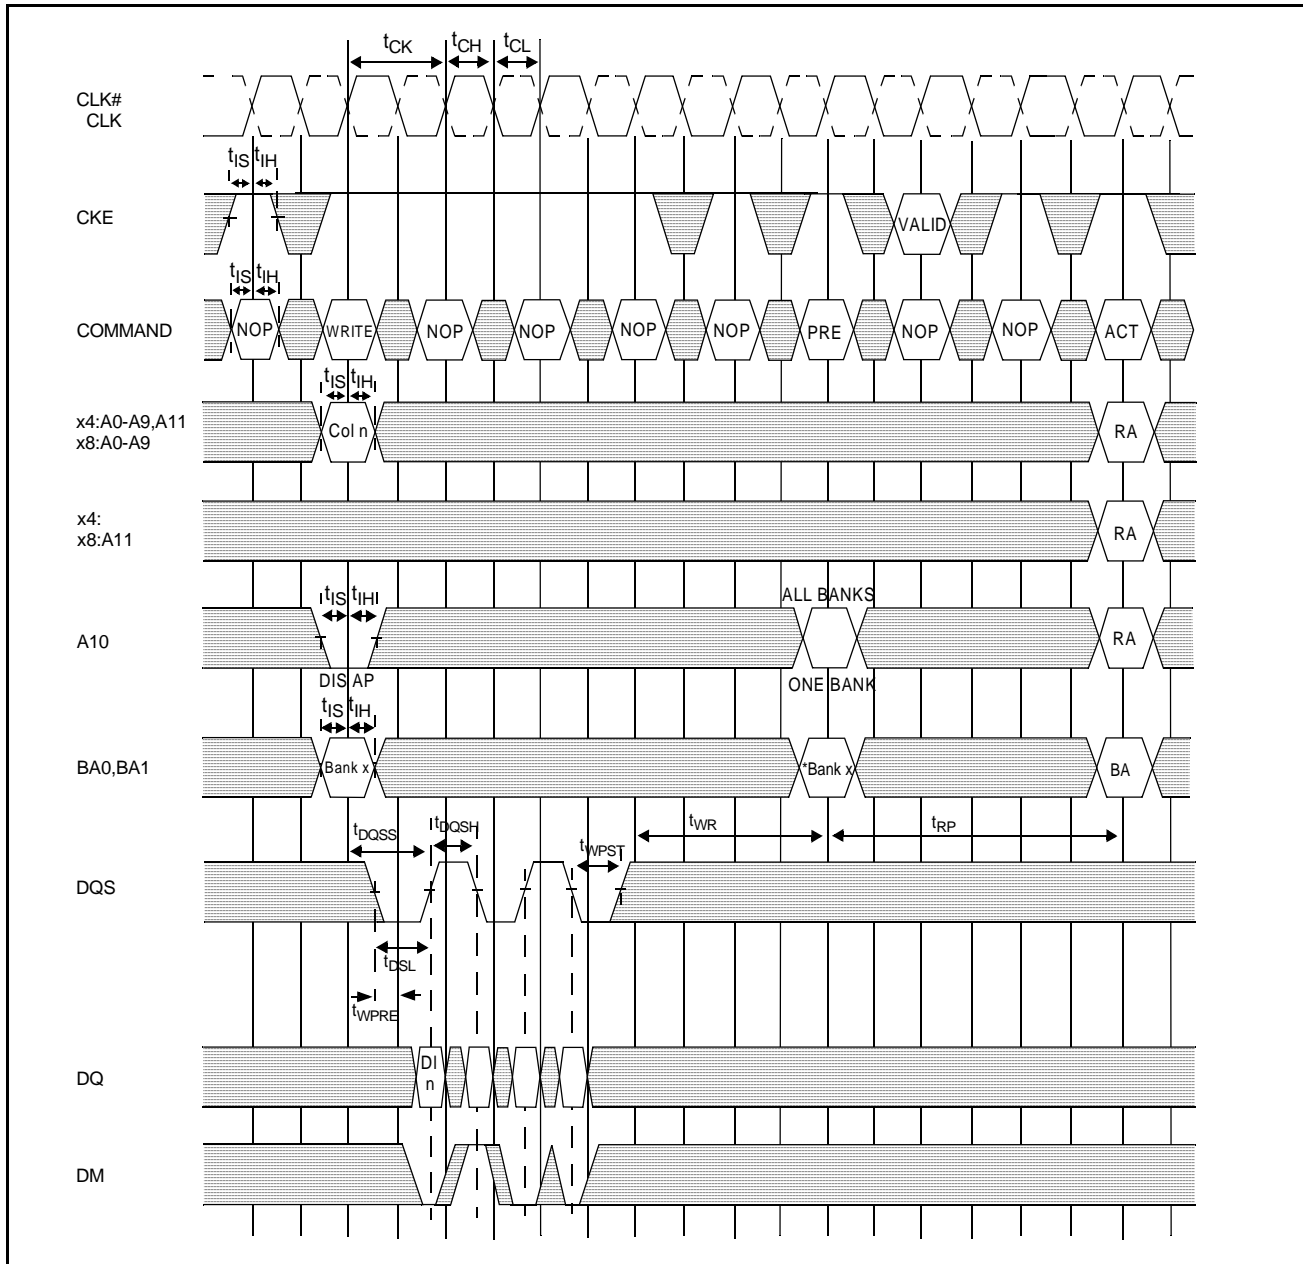 tCK tCH tCL
CLK#
CLK
tIS tIH
CKE
VALID
tIS tIH
COMMAND NOP WRITE NOP NOP NOP NOP PRE NOP NOP ACT
tIS tIH
x4:A0-A9,A11
x8:A0-A9
Col n RA
x4:
x8:A11
RA
ALL BANKS
tIS tIH
A10 RA
DIS AP ONE BANK
tIS tIH
BA0,BA1 Bank x *Bank x BA
tDQSS tDQSH tWPST tWR tRP
DQS
tDSL
tWPRE
DQ DI
n
DM